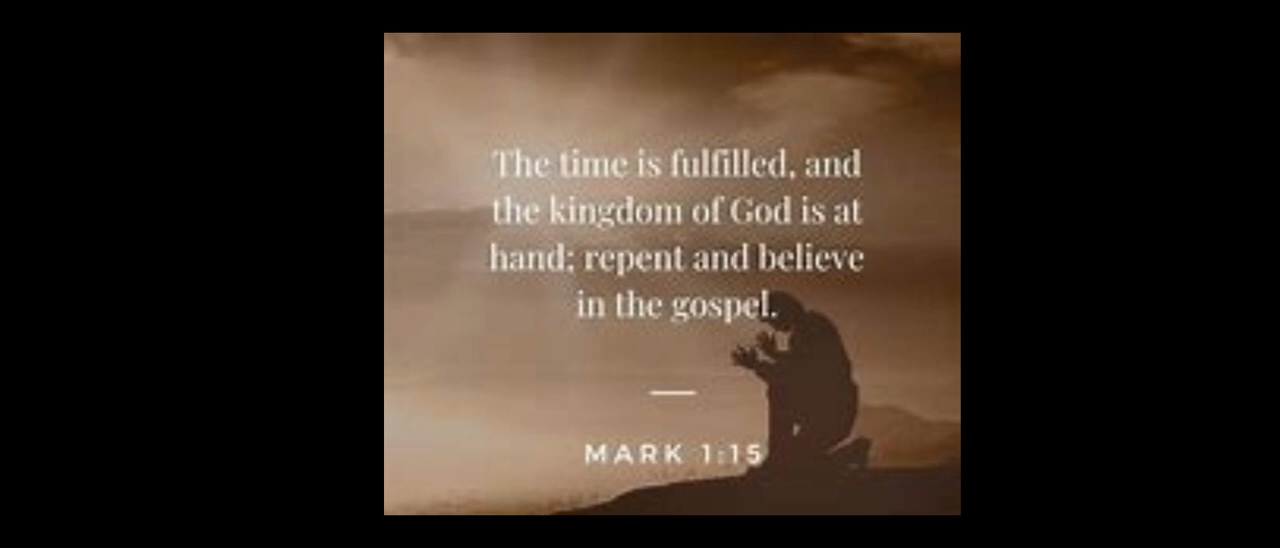 The time is fulfilled, and
the kingdom of God is at
hand; repent and believe
in the gospel.
MARK 1:15